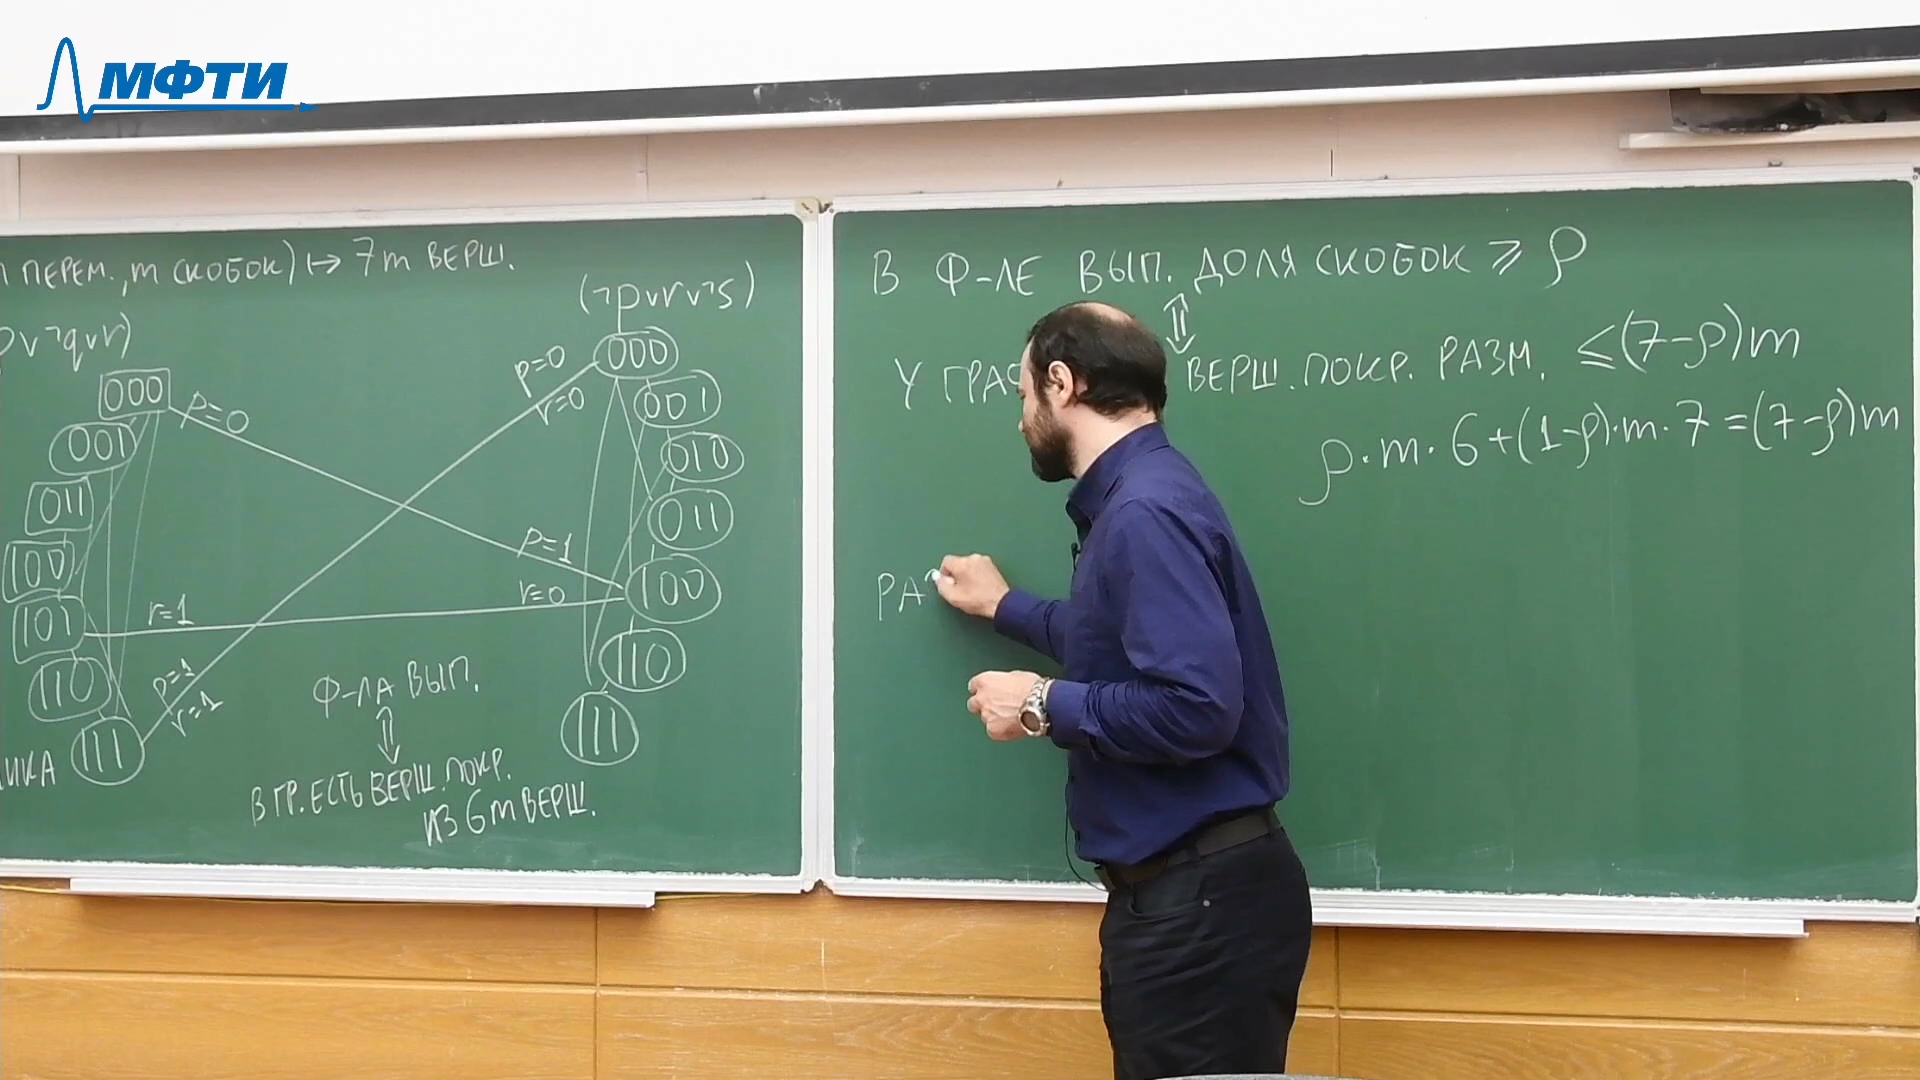 МФТИ
ПЕРЕМ., m СКОБОК) ↦ 7m ВЕРШ.
∨¬q∨r)
(¬p∨r∨¬s)
000
001
011
100
101
110
111
p=0
r=1
p=1
r=1
p=0
r=0
p=1
r=0
000
001
010
011
100
110
111
Ф-ЛА ВЫП.
⇕
В ГР. ЕСТЬ ВЕРШ. ПОКР.
ИЗ 6m ВЕРШ.
В Ф-ЛЕ ВЫП. ДОЛЯ СКОБОК ⩾ ρ
⇕
У ГРАФ ВЕРШ. ПОКР. РАЗМ. ⩽(7-ρ)m
ρ·m·6+(1-ρ)·m·7=(7-ρ)m
РА